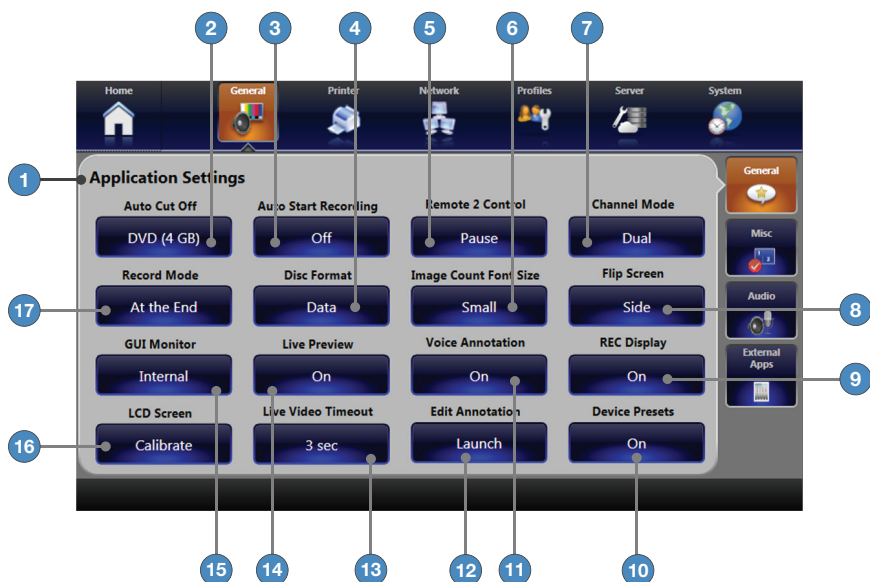 2 3 4 5 6 7
Home General Printer Network Profiles Server System
1 Application Settings General
Auto Cut Off Auto Start Recording Remote 2 Control Channel Mode
DVD (4 GB) Off Pause Dual
Misc
Record Mode Disc Format Image Count Font Size Flip Screen
17 At the End Data Small Side 8
Audio
GUI Monitor Live Preview Voice Annotation REC Display
External
Apps
Internal On On On 9
LCD Screen Live Video Timeout Edit Annotation Device Presets
16 Calibrate 3 sec Launch On
15 14 13 12 11 10